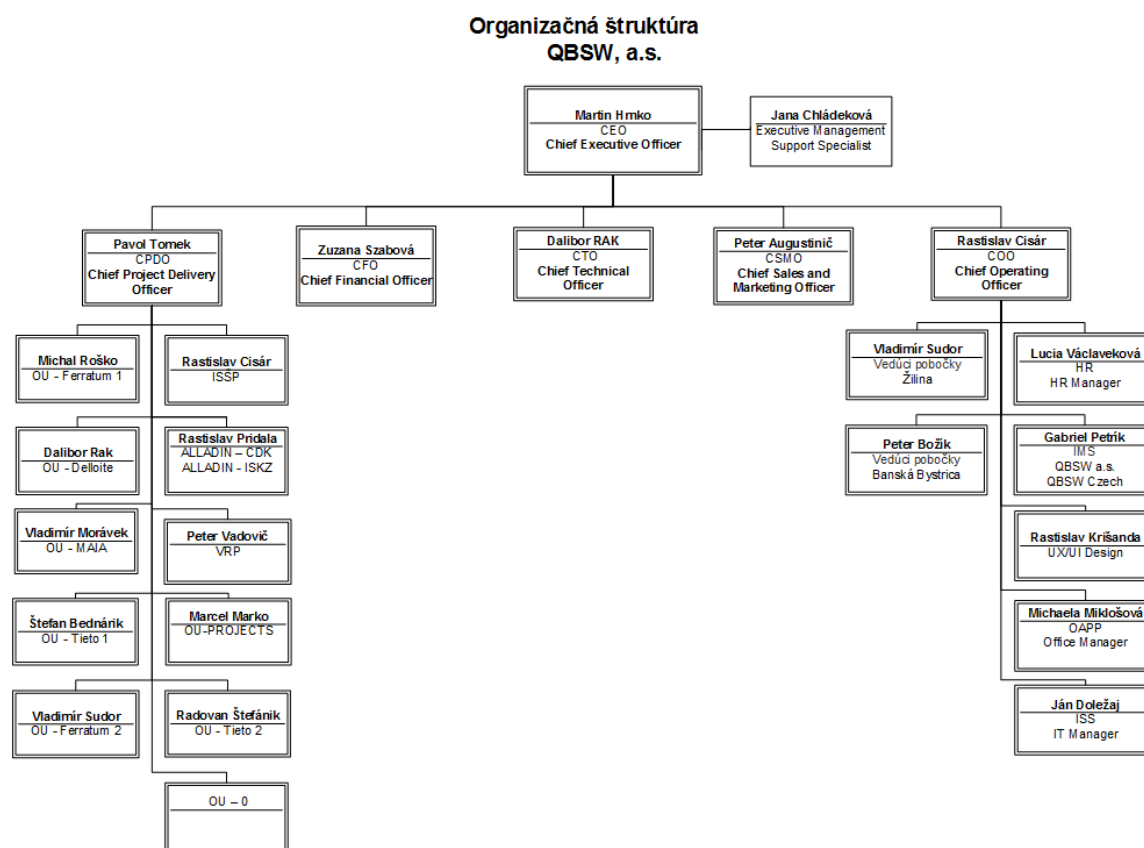 Organizačná štruktúra
QBSW, a.s.
Martin Hrnko
CEO
Chief Executive Officer
Jana Chládeková
Executive Management
Support Specialist
Pavol Tomek
CPDO
Chief Project Delivery
Officer
Zuzana Szabová
CFO
Chief Financial Officer
Dalibor RAK
CTO
Chief Technical
Officer
Peter Augustinič
CSMO
Chief Sales and
Marketing Officer
Rastislav Cisár
COO
Chief Operating
Officer
Michal Roško
OU - Ferratum 1
Rastislav Cisár
ISSP
Dalibor Rak
OU - Delloite
Rastislav Pridala
ALLADIN – CDK
ALLADIN - ISKZ
Vladimír Morávek
OU - MAIA
Peter Vadovič
VRP
Štefan Bednárik
OU - Tieto 1
Marcel Marko
OU-PROJECTS
Vladimír Sudor
OU - Ferratum 2
Radovan Štefánik
OU - Tieto 2
OU – 0
Vladimír Sudor
Vedúci pobočky
Žilina
Lucia Václaveková
HR
HR Manager
Peter Božik
Vedúci pobočky
Banská Bystrica
Gabriel Petrík
IMS
QBSW a.s.
QBSW Czech
Rastislav Krišanda
UX/UI Design
Michaela Miklošová
OAPP
Office Manager
Ján Doležaj
ISS
IT Manager